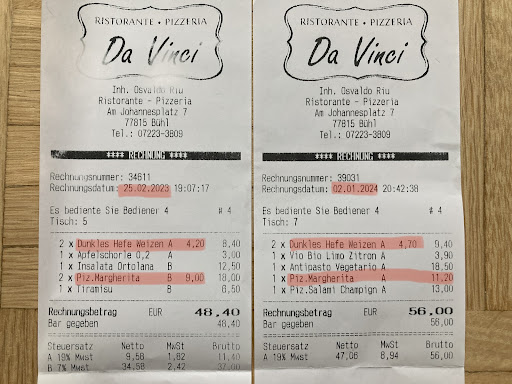 RISTORANTE • PIZZERIA
Da Vinci
Inh. Osvaldo Riu
Ristorante - Pizzeria
Am Johannesplatz 7
77815 Bühl
Tel.: 07223-3809
**** RECHNUNG ****
Rechnungsnummer: 34611
Rechnungsdatum: 25.02.2023 19:07:17
Es bediente Sie Bediener 4 # 4
Tisch: 5
2 x Dunkles Hefe Weizen A 4,20 8,40
1 x Apfelschorle 0,2 A 3,00
1 x Insalata Ortolana B 12,50
2 x Piz.Margherita B 9,00 18,00
1 x Tiramisu B 6,50
Rechnungsbetrag EUR 48,40
Bar gegeben 48,40
Steuersatz Netto MwSt Brutto
A 19% Mwst 9,58 1,82 11,40
B 7% Mwst 34,58 2,42 37,00
RISTORANTE • PIZZERIA
Da Vinci
Inh. Osvaldo Riu
Ristorante - Pizzeria
Am Johannesplatz 7
77815 Bühl
Tel.: 07223-3809
**** RECHNUNG ****
Rechnungsnummer: 39031
Rechnungsdatum: 02.01.2024 20:42:38
Es bediente Sie Bediener 4 # 4
Tisch: 7
2 x Dunkles Hefe Weizen A 4,70 9,40
1 x Vio Bio Limo Zitron A 3,90
1 x Antipasto Vegetario A 18,50
1 x Piz.Margherita A 11,20
1 x Piz.Salami Champign A 13,00
Rechnungsbetrag EUR 56,00
Bar gegeben 56,00
Steuersatz Netto MwSt Brutto
A 19% Mwst 47,06 8,94 56,00